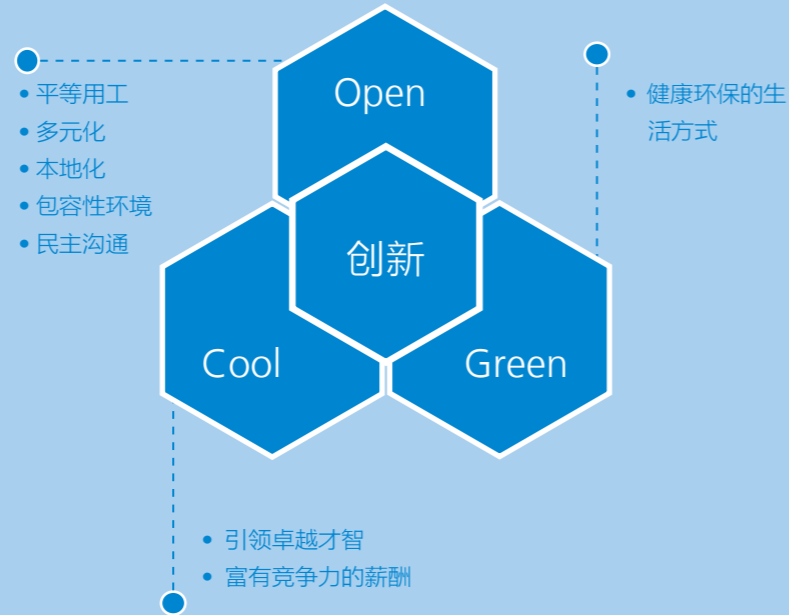 Open
• 平等用工
• 多元化
• 本地化
• 包容性环境
• 民主沟通
• 健康环保的生
活方式
创新
Cool
Green
• 引领卓越才智
• 富有竞争力的薪酬